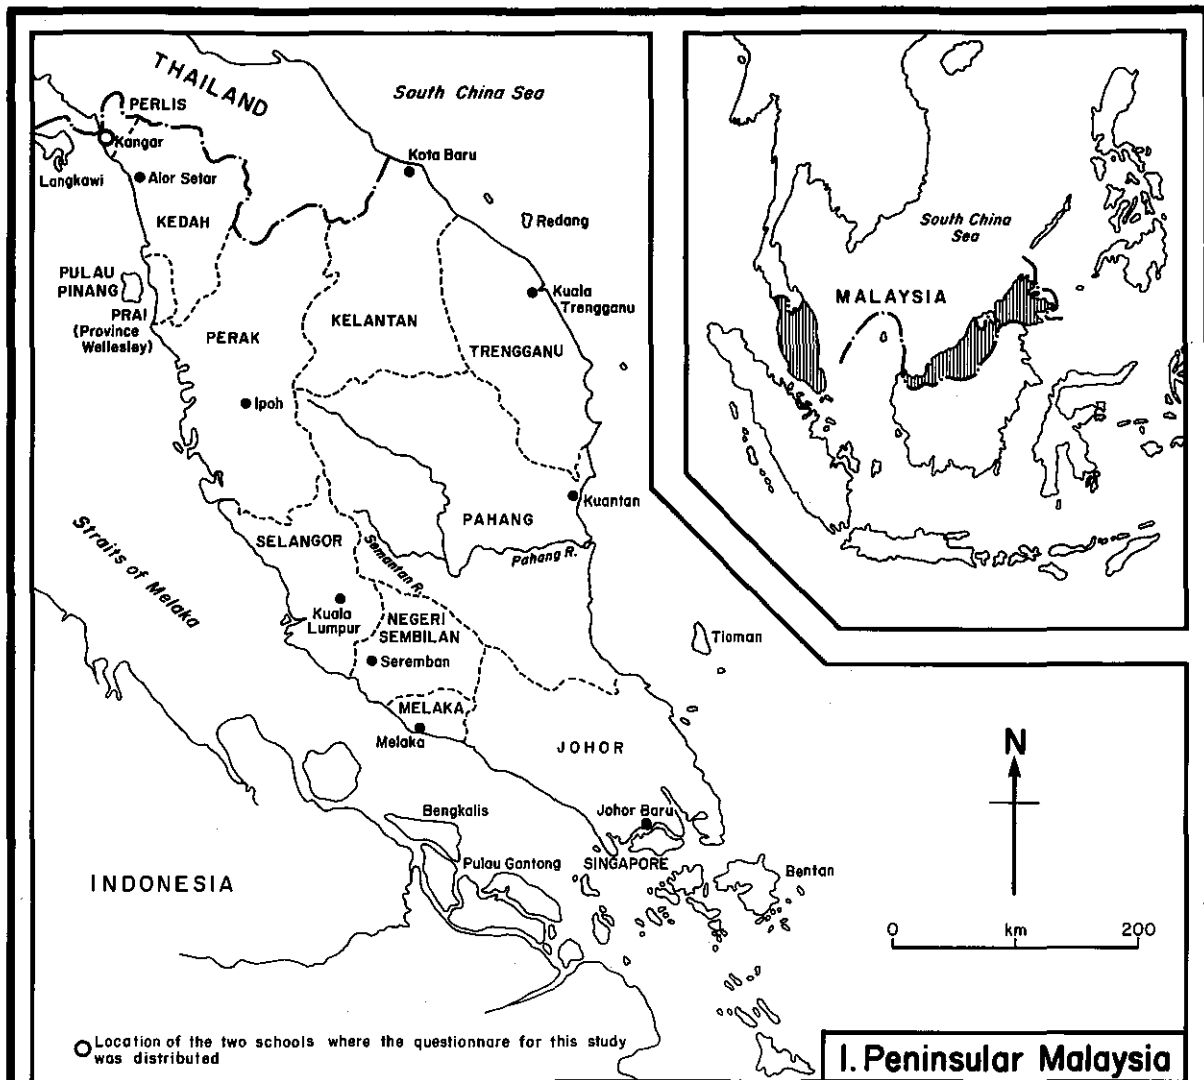 THAILAND
South China Sea
PERLIS
Kangar
Langkawi
Alor Setar
Kota Baru
KEDAH
Redang
PULAU
PINANG
PRAI
(Province
Wellesley)
Kuala
Trengganu
PERAK
KELANTAN
TRENGGANU
Ipoh
Kuantan
PAHANG
SELANGOR
Semantan R.
Pahang R.
Straits of Melaka
Kuala
Lumpur
NEGERI
SEMBILAN
Seremban
Tioman
MELAKA
Melaka
JOHOR
Bengkalis
Johor Baru
Pulau Gantong
SINGAPORE
Bentan
INDONESIA
South China
Sea
MALAYSIA
N
0 km 200
Location of the two schools where the questionnare for this study
was distributed
I. Peninsular Malaysia